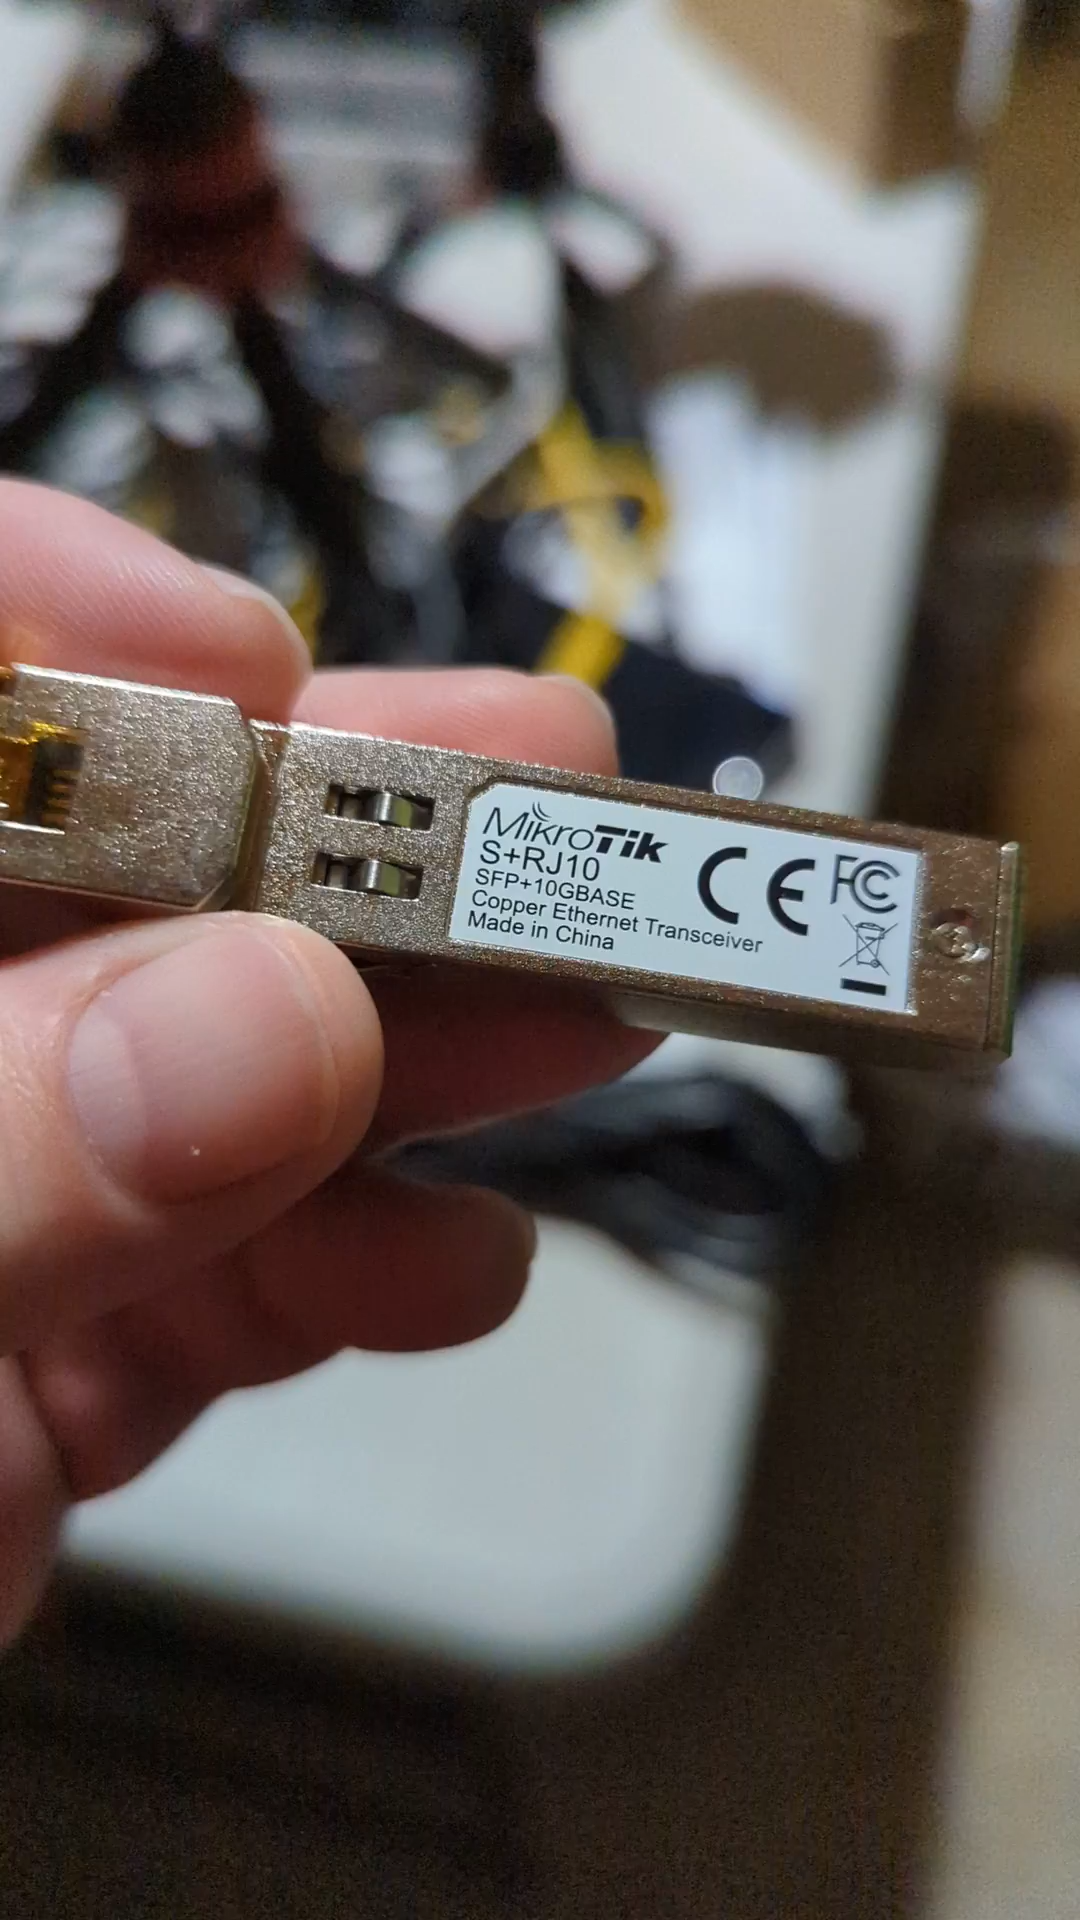 MikroTik
S+RJ10
SFP+10GBASE
Copper Ethernet Transceiver
Made in China
CE
FC